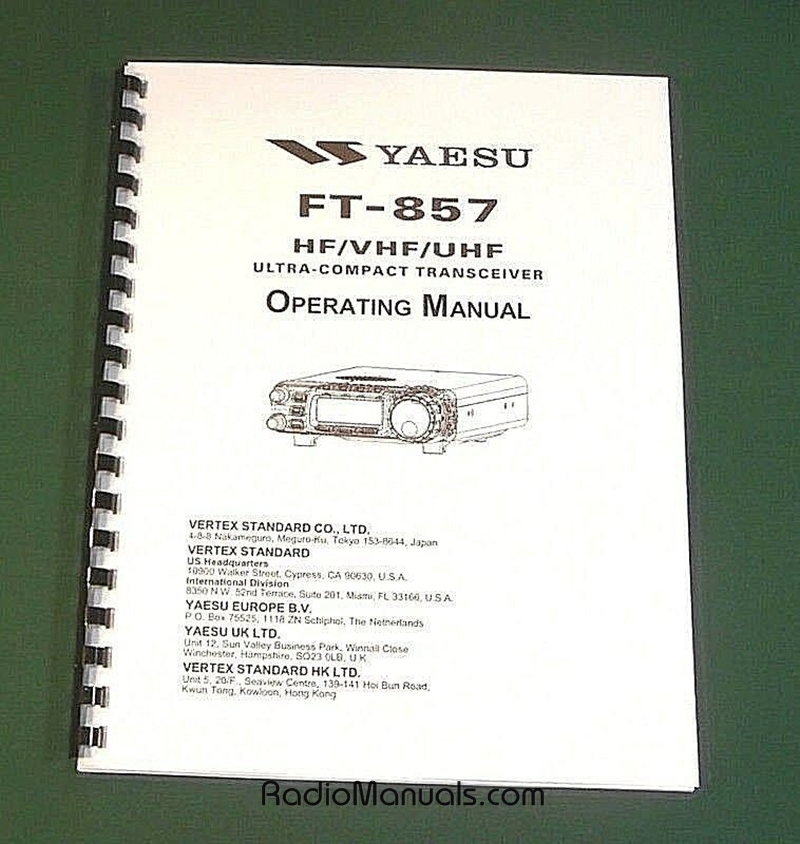 YAESU
FT-857
HF/VHF/UHF
ULTRA-COMPACT TRANSCEIVER
OPERATING MANUAL
VERTEX STANDARD CO., LTD.
4-8-8 Nakameguro, Meguro-Ku, Tokyo 153-8644, Japan
VERTEX STANDARD
US Headquarters
10900 Walker Street, Cypress, CA 90630, U.S.A.
International Division
8350 N.W. 52nd Terrace, Suite 201, Miami, FL 33166, U.S.A.
YAESU EUROPE B.V.
P.O. Box 75525, 1118 ZN Schiphol, The Netherlands
YAESU UK LTD.
Unit 12, Sun Valley Business Park, Winnall Close
Winchester, Hampshire, SO23 0LB, U.K.
VERTEX STANDARD HK LTD.
Unit 5, 20/F., Seaview Centre, 139-141 Hoi Bun Road,
Kwun Tong, Kowloon, Hong Kong
RadioManuals.com